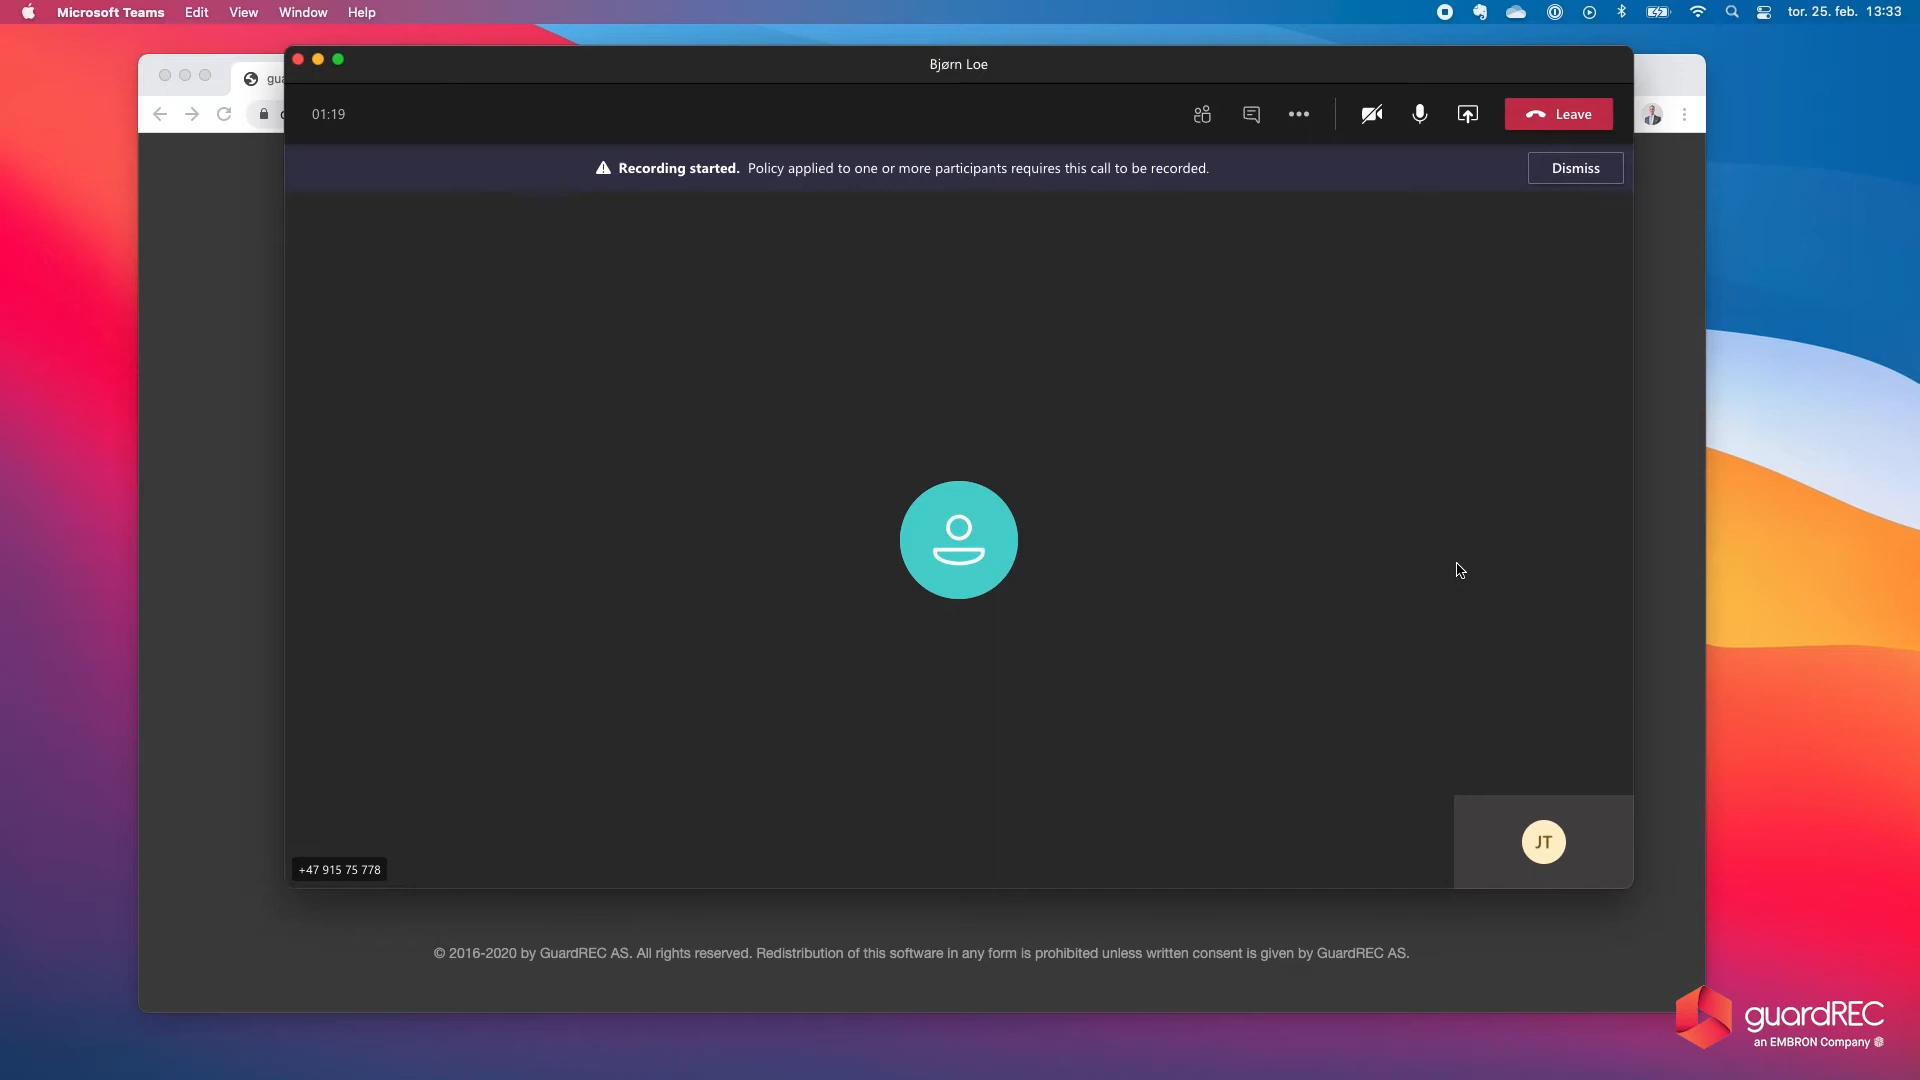 Microsoft Teams Edit View Window Help tor. 25. feb. 13:33
Bjørn Loe
01:19 Leave
Recording started. Policy applied to one or more participants requires this call to be recorded. Dismiss
JT
+47 915 75 778
© 2016-2020 by GuardREC AS. All rights reserved. Redistribution of this software in any form is prohibited unless written consent is given by GuardREC AS.
guardREC
an EMBRON Company